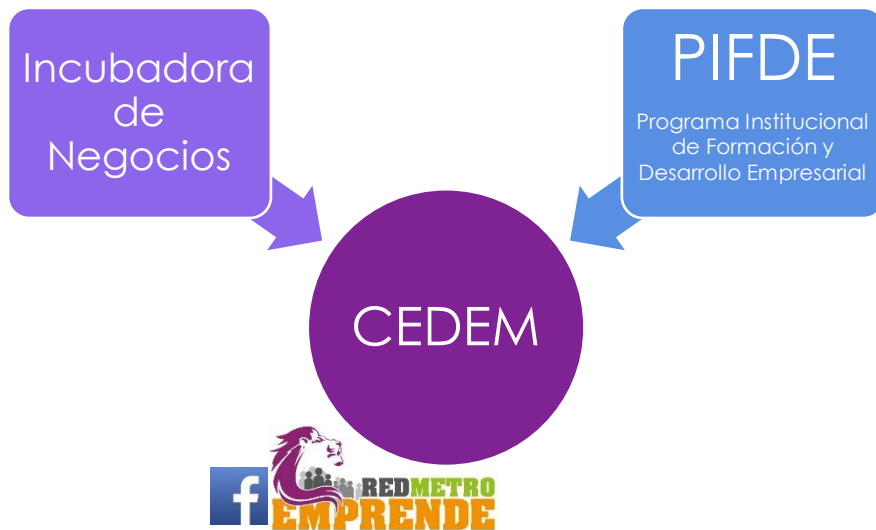 Incubadora
de
Negocios
PIFDE
Programa Institucional
de Formación y
Desarrollo Empresarial
CEDEM
f
REDMETRO
EMPRENDE